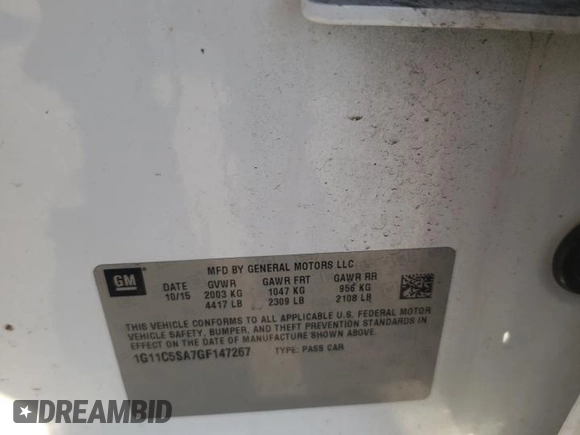 MFD BY GENERAL MOTORS LLC
GM
DATE GVWR GAWR FRT GAWR RR
10/15 2003 KG 1047 KG 956 KG
4417 LB 2309 LB 2108 LB
THIS VEHICLE CONFORMS TO ALL APPLICABLE U.S. FEDERAL MOTOR
VEHICLE SAFETY, BUMPER, AND THEFT PREVENTION STANDARDS IN
EFFECT ON THE DATE OF MANUFACTURE SHOWN ABOVE.
1G11C5SA7GF147267 TYPE: PASS CAR
DREAMBID